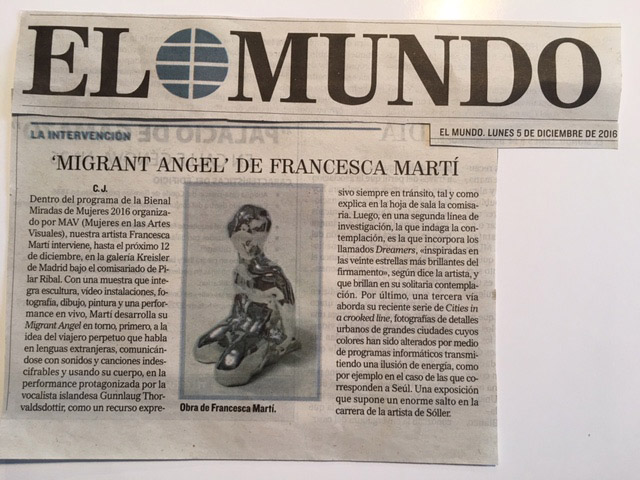 EL MUNDO
EL MUNDO. LUNES 5 DE DICIEMBRE DE 2016
LA INTERVENCIÓN
‘MIGRANT ANGEL’ DE FRANCESCA MARTÍ
C. J.
Dentro del programa de la Bienal
Miradas de Mujeres 2016 organiza-
do por MAV (Mujeres en las Artes
Visuales), nuestra artista Francesca
Martí interviene, hasta el próximo 12
de diciembre, en la galería Kreisler
de Madrid bajo el comisariado de Pi-
lar Ribal. Con una muestra que in-
tegra escultura, vídeo instalaciones, fo-
tografía, dibujo, pintura y una perfor-
mance en vivo, Martí desarrolla su
Migrant Angel en torno, primero, a la
idea del viajero perpetuo que habla
en lenguas extranjeras, comunicán-
dose con sonidos y canciones indes-
cifrables y usando su cuerpo, en la
performance protagonizada por la
vocalista islandesa Gunnlaug Thor-
valdsdottir, como un recurso expre-
Obra de Francesca Martí.
sivo siempre en tránsito, tal y como
explica en la hoja de sala la comisa-
ria. Luego, en una segunda línea de
investigación, la que indaga la con-
templación, es la que incorpora los
llamados Dreamers, «inspiradas en
las veinte estrellas más brillantes del
firmamento», según dice la artista, y
que brillan en su solitaria contempla-
ción. Por último, una tercera vía
aborda su reciente serie de Cities in
a crooked line, fotografías de detalles
urbanos de grandes ciudades cuyos
colores han sido alterados por medio
de programas informáticos transmi-
tiendo una ilusión de energía, como
por ejemplo en el caso de las que co-
rresponden a Seúl. Una exposición
que supone un enorme salto en la
carrera de la artista de Sóller.